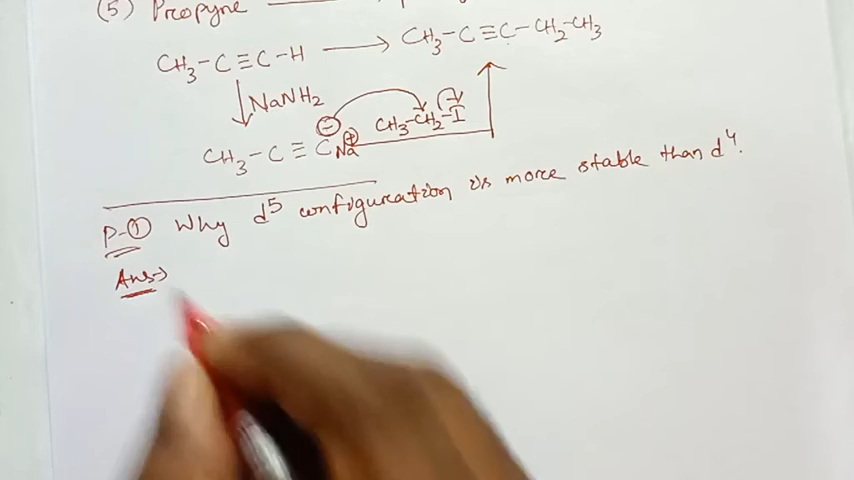 (5) Propyne
CH3-C≡C-H → CH3-C≡C-CH2-CH3
↓NaNH2
CH3-CH2-I
CH3-C≡C⊖ Na⊕
P-① Why d⁵ configuration is more stable than d⁴.
Ans→